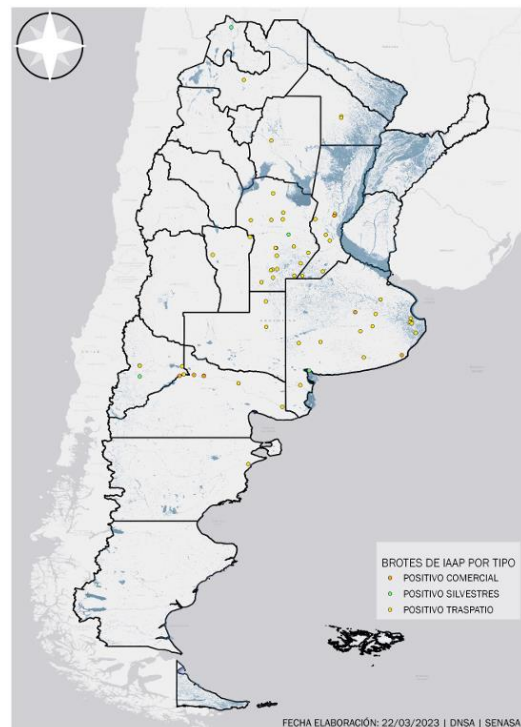 BROTES DE IAAP POR TIPO
POSITIVO COMERCIAL
POSITIVO SILVESTRES
POSITIVO TRASPATIO
FECHA ELABORACIÓN: 22/03/2023 | DNSA | SENASA